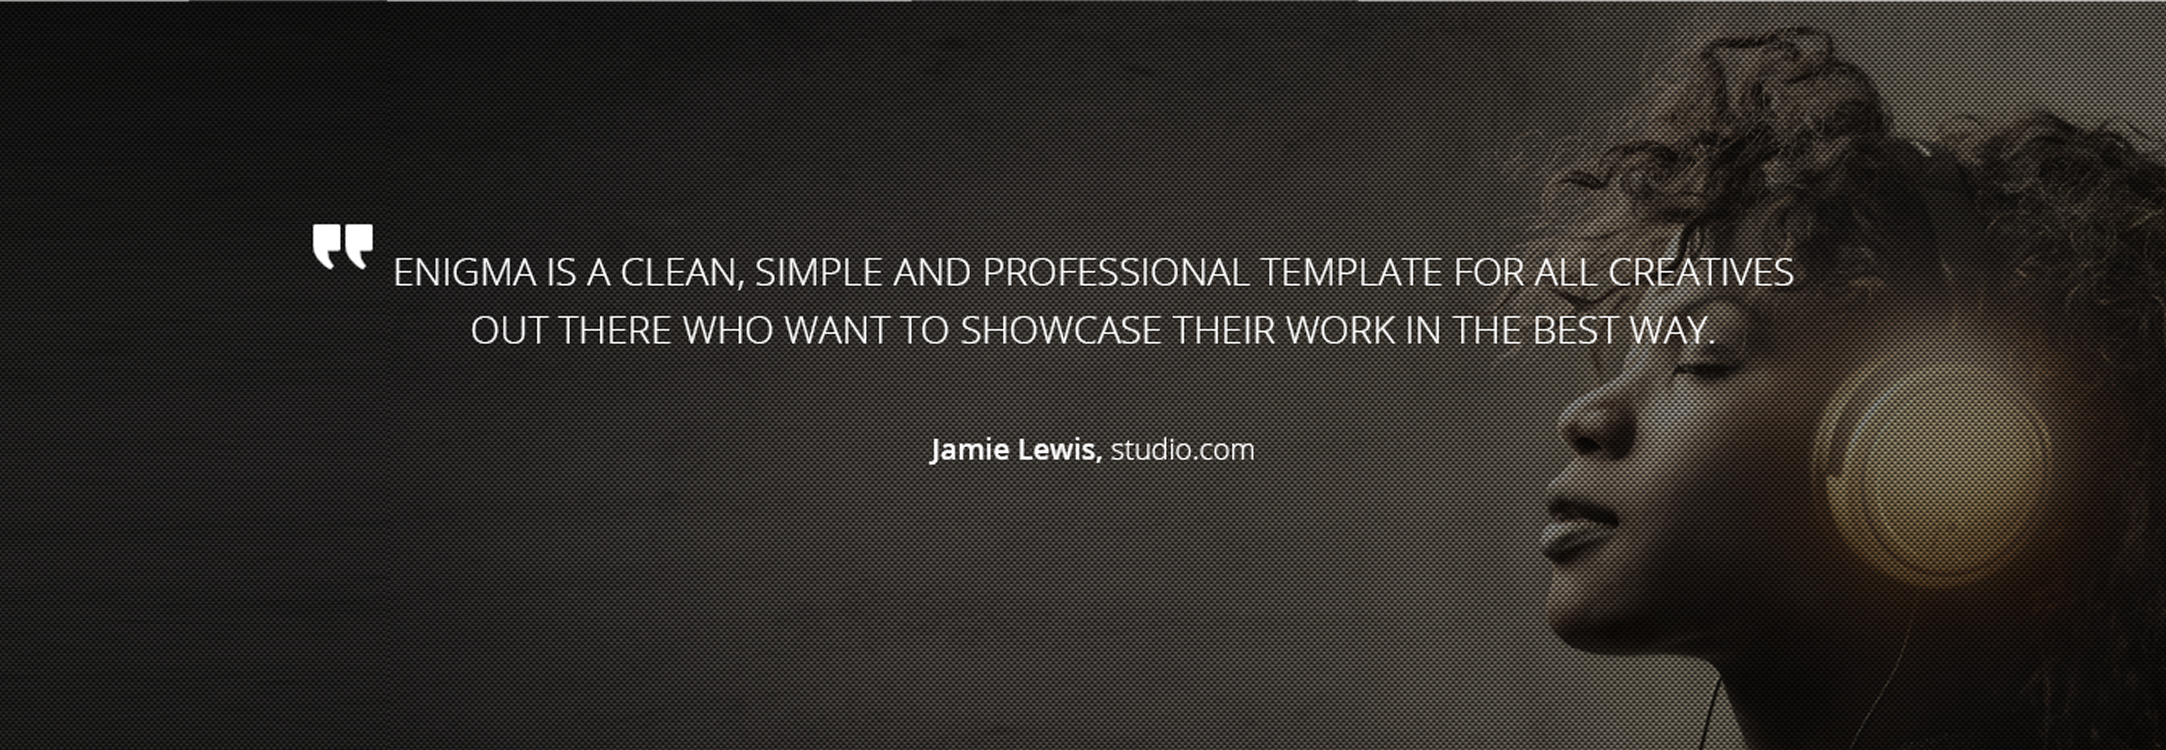 " ENIGMA IS A CLEAN, SIMPLE AND PROFESSIONAL TEMPLATE FOR ALL CREATIVES
OUT THERE WHO WANT TO SHOWCASE THEIR WORK IN THE BEST WAY.
Jamie Lewis, studio.com